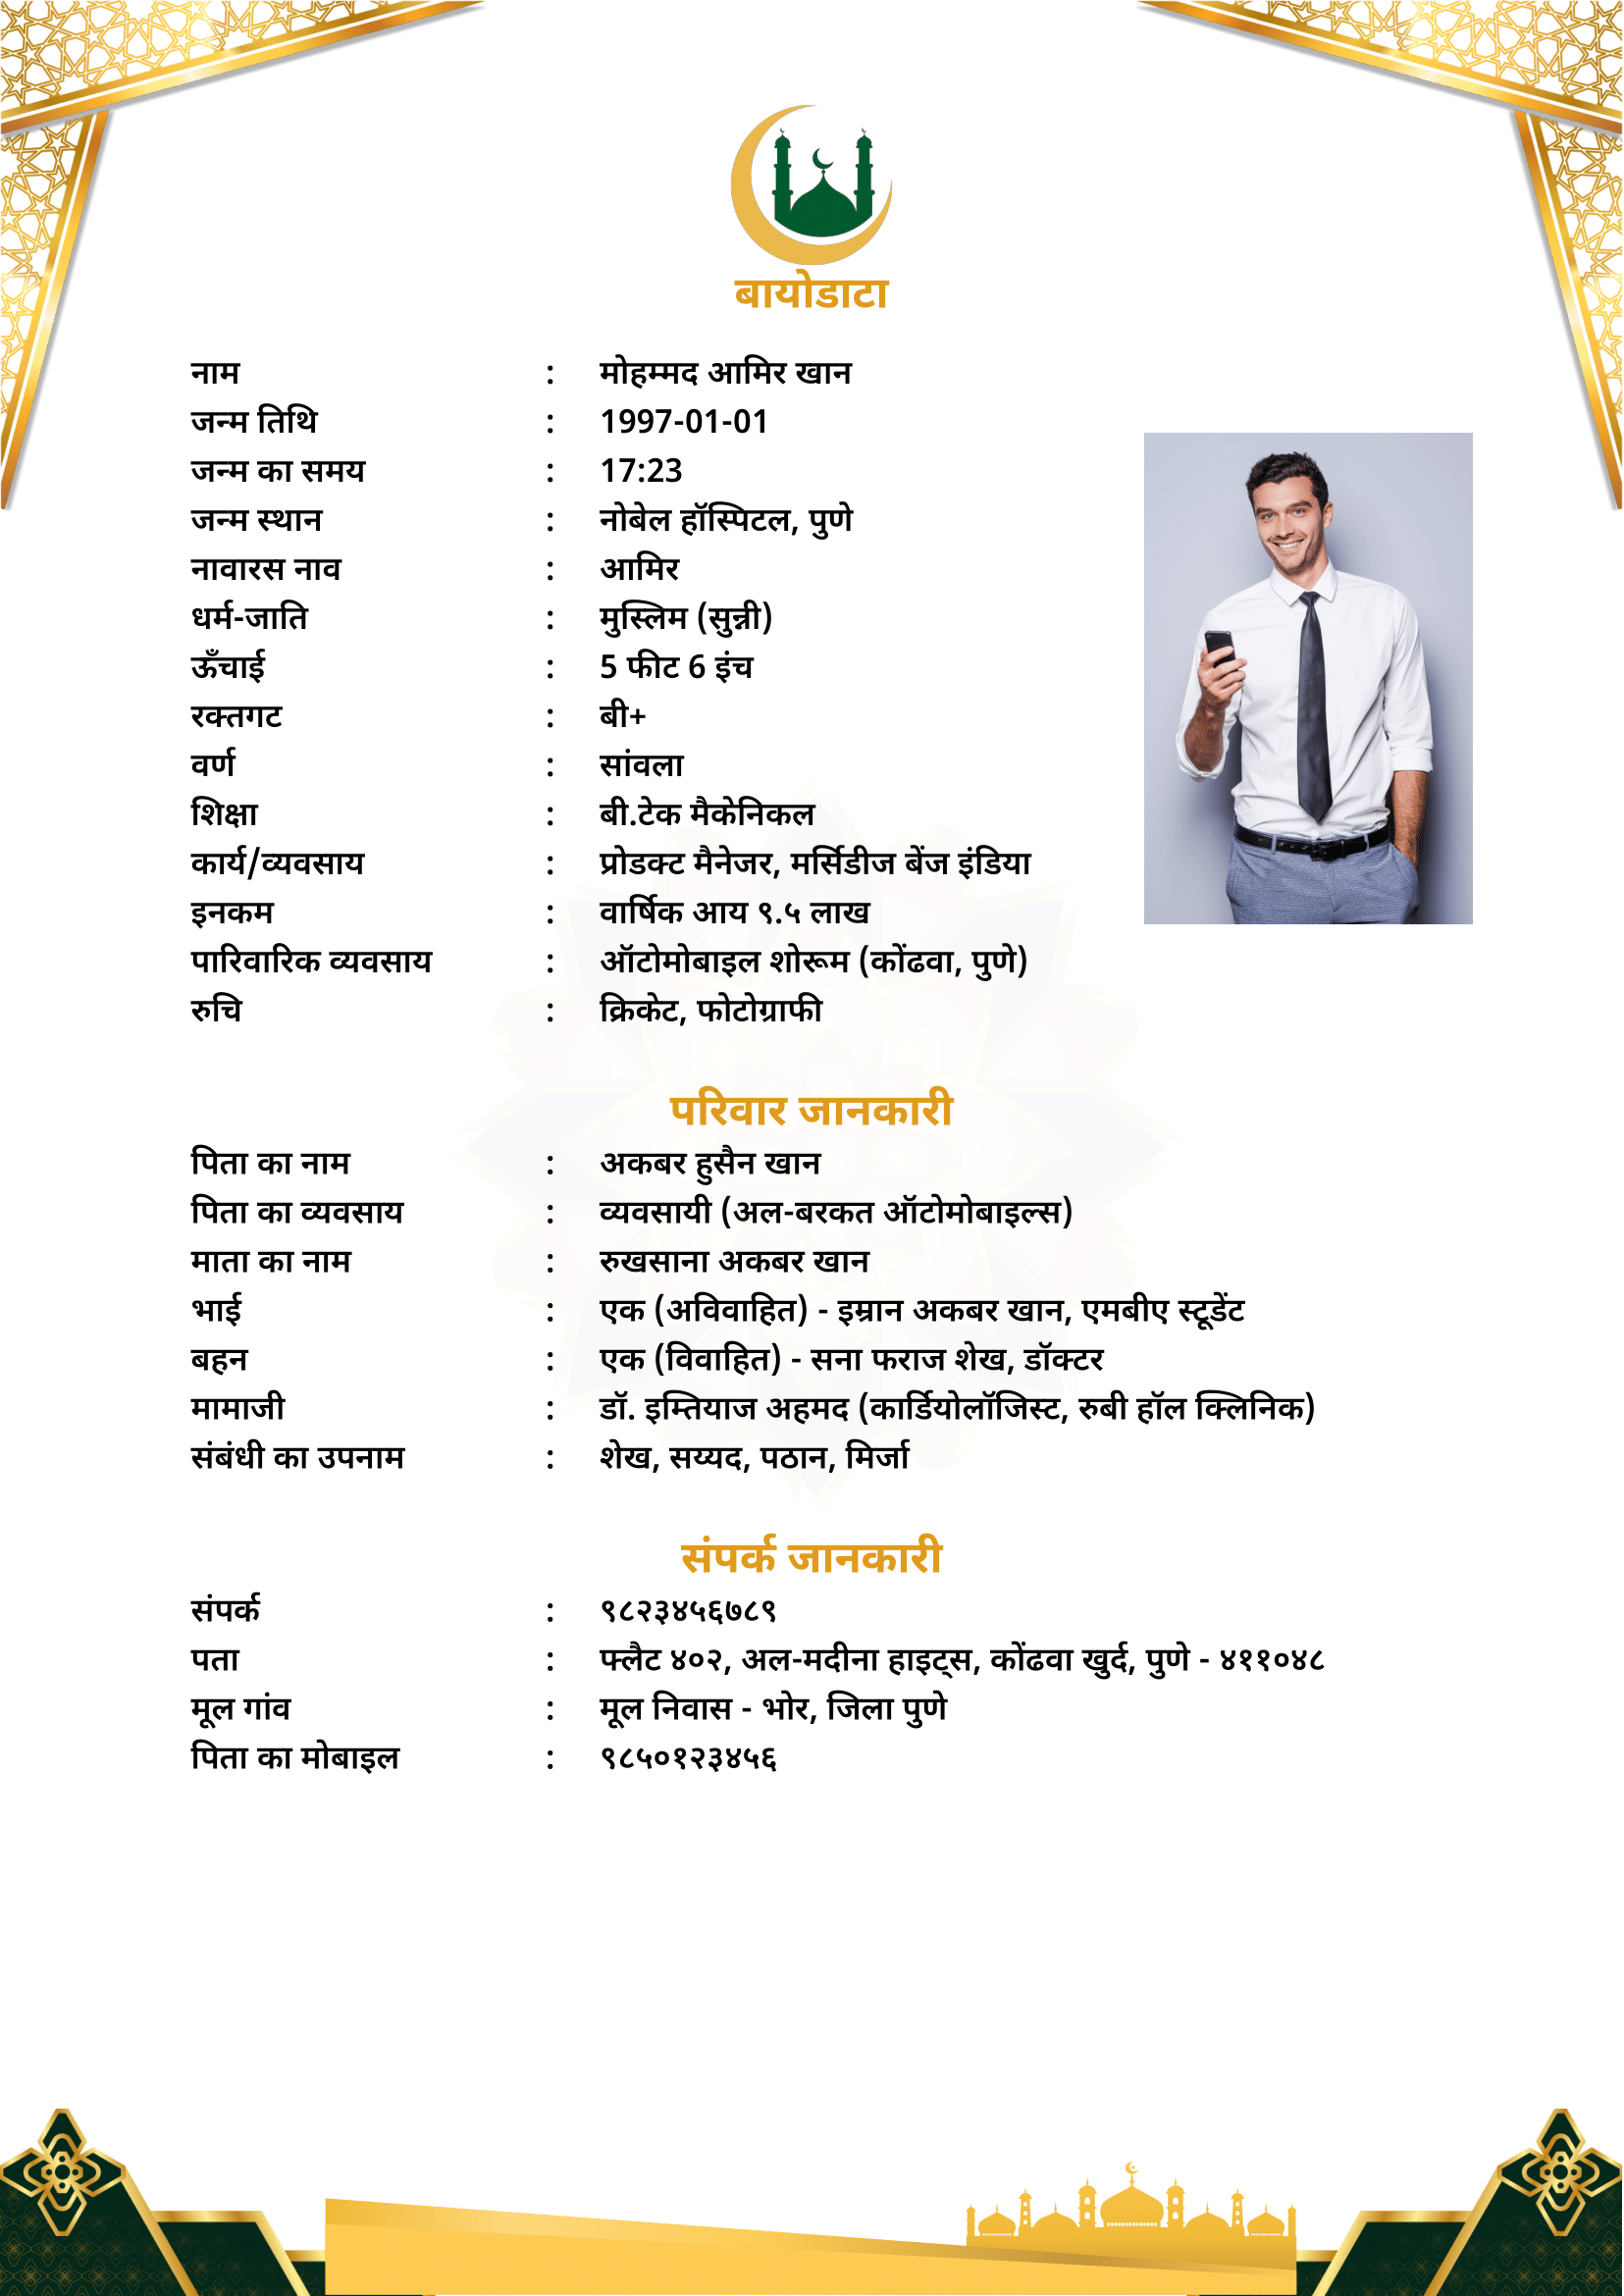 बायोडाटा
नाम : मोहम्मद आमिर खान
जन्म तिथि : 1997-01-01
जन्म का समय : 17:23
जन्म स्थान : नोबेल हॉस्पिटल, पुणे
नावारस नाव : आमिर
धर्म-जाति : मुस्लिम (सुन्नी)
ऊँचाई : 5 फीट 6 इंच
रक्तगट : बी+
वर्ण : सांवला
शिक्षा : बी.टेक मैकेनिकल
कार्य/व्यवसाय : प्रोडक्ट मैनेजर, मर्सिडीज बेंज इंडिया
इनकम : वार्षिक आय ९.५ लाख
पारिवारिक व्यवसाय : ऑटोमोबाइल शोरूम (कोंढवा, पुणे)
रुचि : क्रिकेट, फोटोग्राफी
परिवार जानकारी
पिता का नाम : अकबर हुसैन खान
पिता का व्यवसाय : व्यवसायी (अल-बरकत ऑटोमोबाइल्स)
माता का नाम : रुखसाना अकबर खान
भाई : एक (अविवाहित) - इम्रान अकबर खान, एमबीए स्टूडेंट
बहन : एक (विवाहित) - सना फराज शेख, डॉक्टर
मामाजी : डॉ. इम्तियाज अहमद (कार्डियोलॉजिस्ट, रुबी हॉल क्लिनिक)
संबंधी का उपनाम : शेख, सय्यद, पठान, मिर्जा
संपर्क जानकारी
संपर्क : ९८२३४५६७८९
पता : फ्लैट ४०२, अल-मदीना हाइट्स, कोंढवा खुर्द, पुणे - ४११०४८
मूल गांव : मूल निवास - भोर, जिला पुणे
पिता का मोबाइल : ९८५०१२३४५६